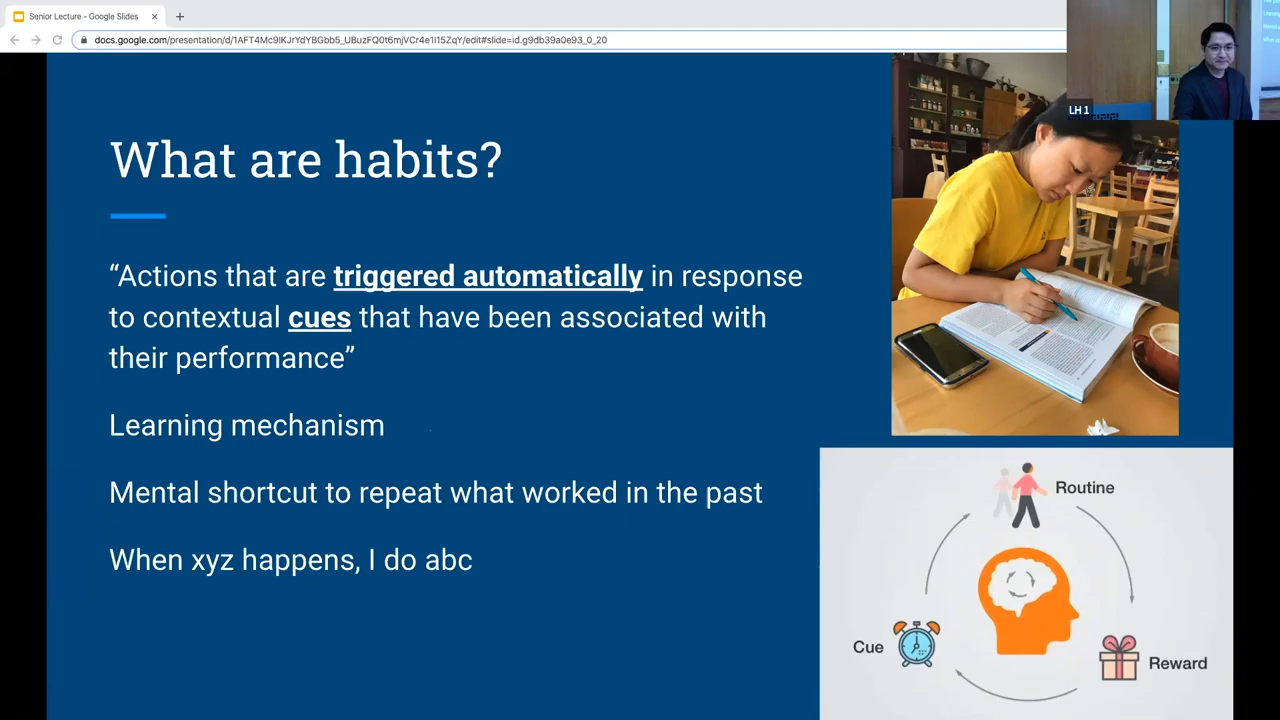 Senior Lecture - Google Slides
docs.google.com/presentation/d/1AFT4Mc9IKJrYdYBGbb5_UBuzFQ0t6mjVCr4e1I15ZqY/edit#slide=id.g9db39a0e93_0_20
LH 1
What are habits?
“Actions that are triggered automatically in response
to contextual cues that have been associated with
their performance”
Learning mechanism
Mental shortcut to repeat what worked in the past
When xyz happens, I do abc
Routine
Cue
Reward